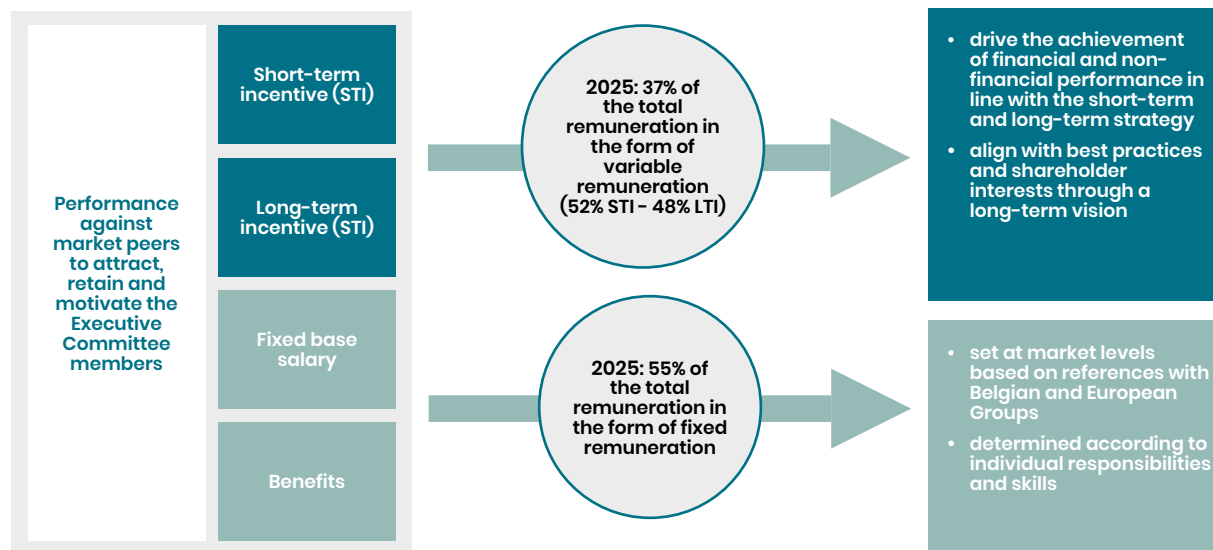 Performance
against
market peers
to attract,
retain and
motivate the
Executive
Committee
members
Short-term
incentive (STI)
Long-term
incentive (STI)
Fixed base
salary
Benefits
2025: 37% of
the total
remuneration in
the form of
variable
remuneration
(52% STI - 48% LTI)
2025: 55% of
the total
remuneration in
the form of fixed
remuneration
• drive the achievement
of financial and non-
financial performance in
line with the short-term
and long-term strategy
• align with best practices
and shareholder
interests through a
long-term vision
• set at market levels
based on references with
Belgian and European
Groups
• determined according to
individual responsibilities
and skills